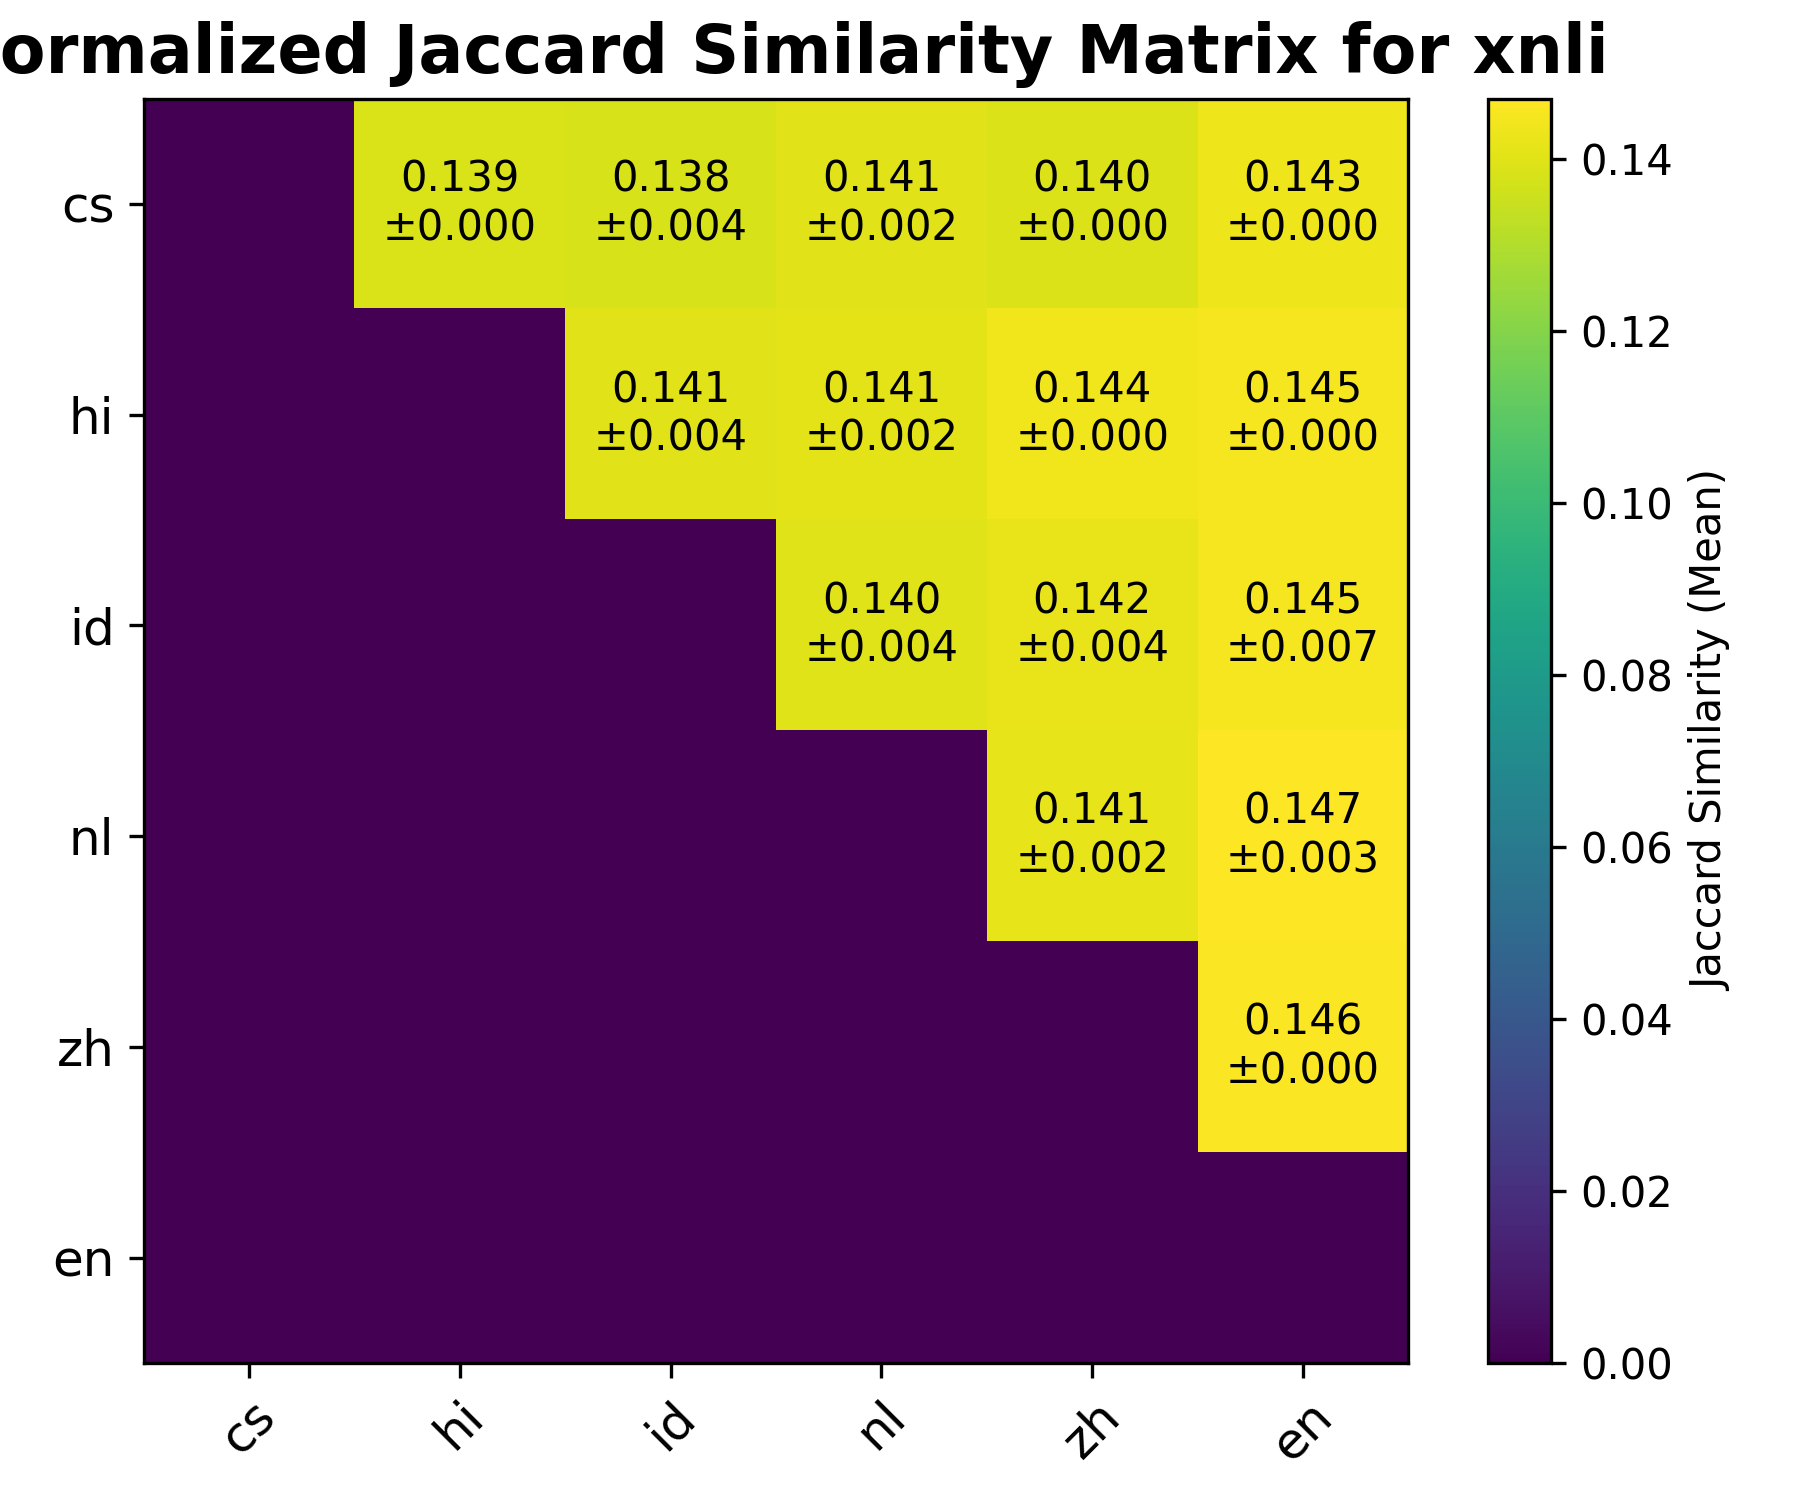 ormalized Jaccard Similarity Matrix for xnli
cs
0.139
±0.000
0.138
±0.004
0.141
±0.002
0.140
±0.000
0.143
±0.000
hi
0.141
±0.004
0.141
±0.002
0.144
±0.000
0.145
±0.000
id
0.140
±0.004
0.142
±0.004
0.145
±0.007
nl
0.141
±0.002
0.147
±0.003
zh
0.146
±0.000
en
cs
hi
id
nl
zh
en
0.14
0.12
0.10
0.08
0.06
0.04
0.02
0.00
Jaccard Similarity (Mean)